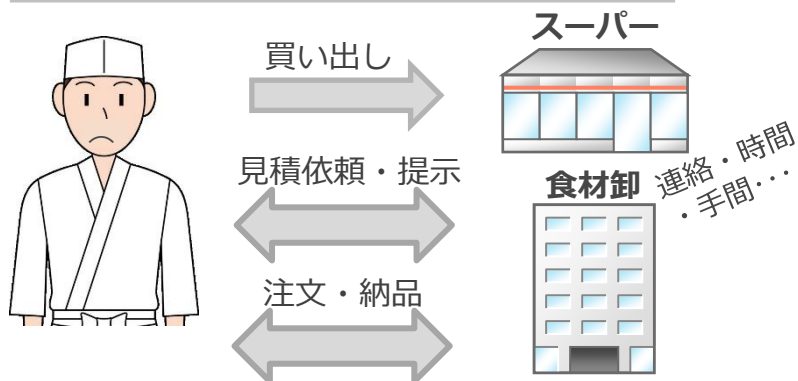 スーパー
買い出し
見積依頼・提示
食材卸
連絡・時間
・手間･･･
注文・納品